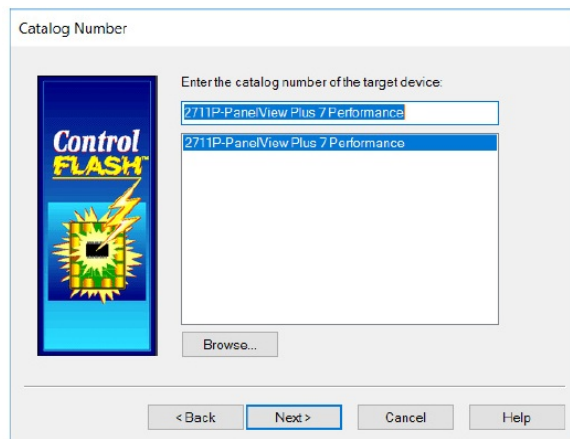 Catalog Number
Enter the catalog number of the target device:
2711P-PanelView Plus 7 Performance
2711P-PanelView Plus 7 Performance
Control
FLASH™
Browse...
< Back
Next >
Cancel
Help